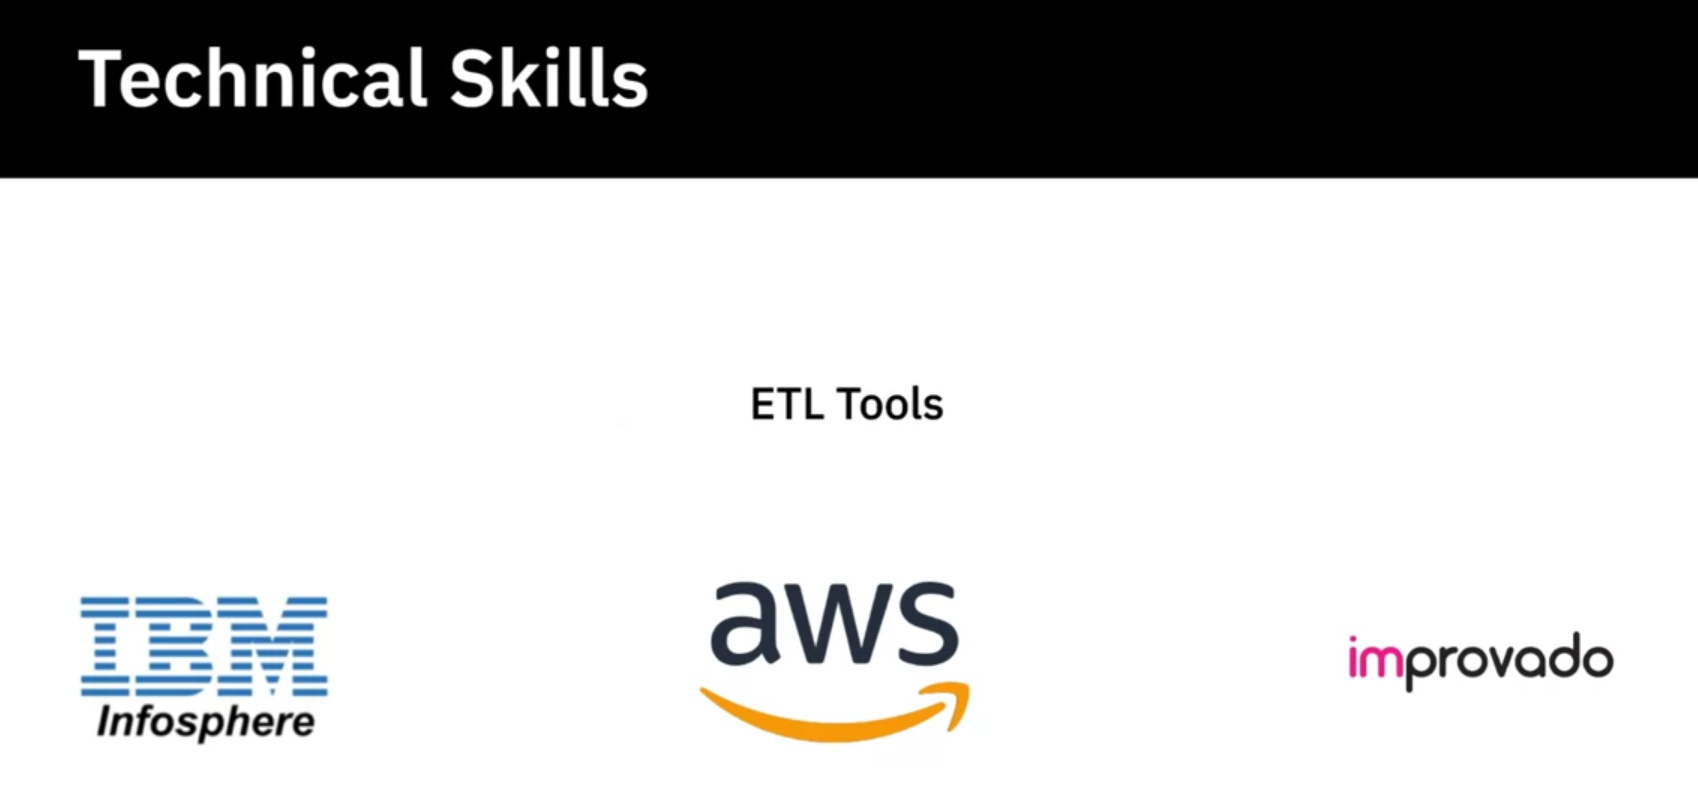 Technical Skills
ETL Tools
IBM
Infosphere
aws
improvado